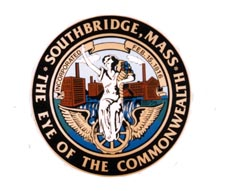 SOUTHBRIDGE, MASS.
INCORPORATED FEB. 15, 1816
• THE EYE OF THE COMMONWEALTH •